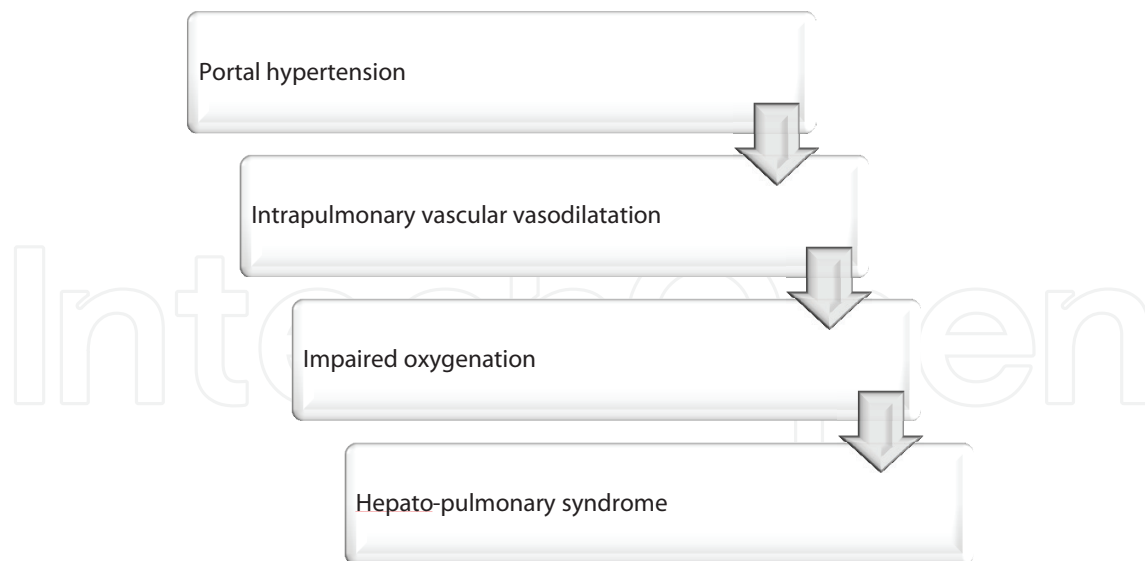 Portal hypertension
Intrapulmonary vascular vasodilatation
Impaired oxygenation
Hepato-pulmonary syndrome